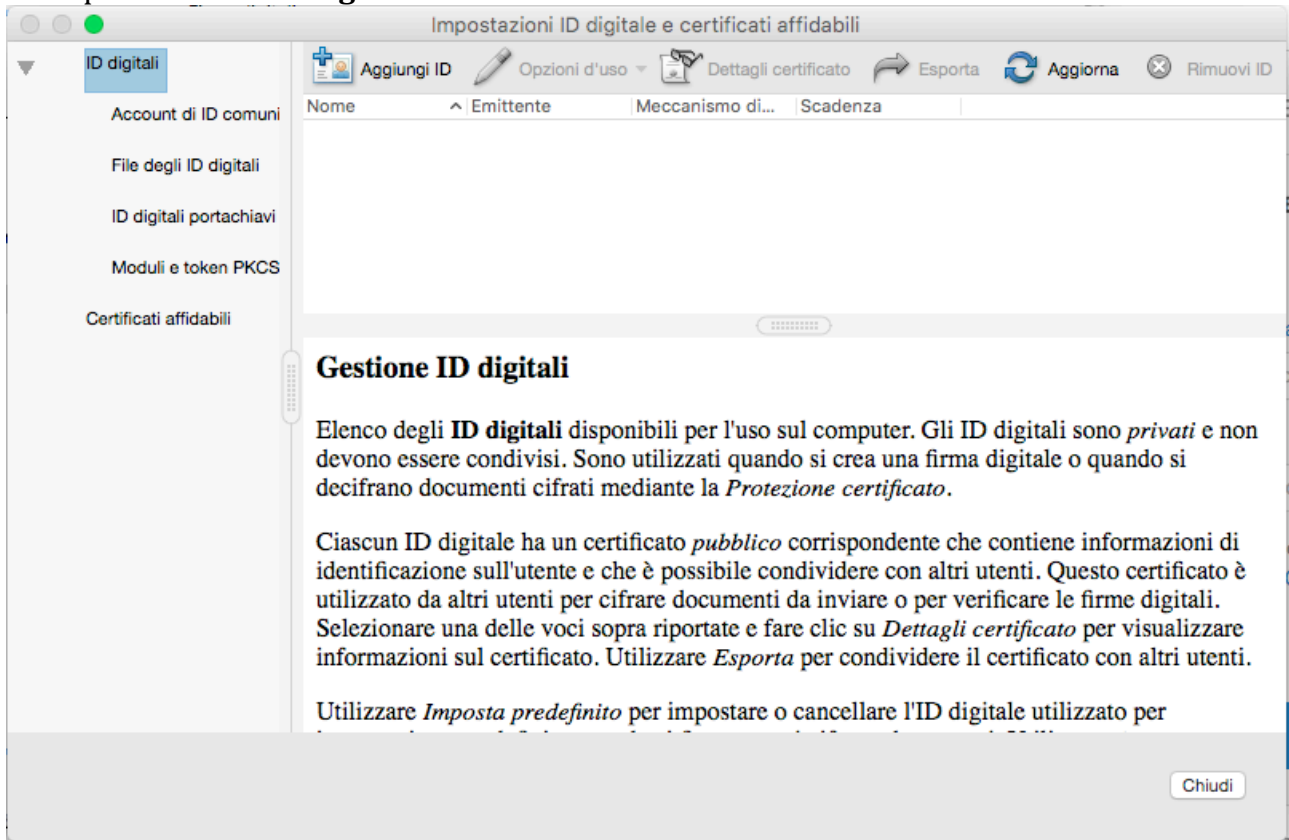 Impostazioni ID digitale e certificati affidabili
ID digitali
Account di ID comuni
File degli ID digitali
ID digitali portachiavi
Moduli e token PKCS
Certificati affidabili
Aggiungi ID Opzioni d'uso Dettagli certificato Esporta Aggiorna Rimuovi ID
Nome Emittente Meccanismo di... Scadenza
Gestione ID digitali
Elenco degli ID digitali disponibili per l'uso sul computer. Gli ID digitali sono privati e non
devono essere condivisi. Sono utilizzati quando si crea una firma digitale o quando si
decifrano documenti cifrati mediante la Protezione certificato.
Ciascun ID digitale ha un certificato pubblico corrispondente che contiene informazioni di
identificazione sull'utente e che è possibile condividere con altri utenti. Questo certificato è
utilizzato da altri utenti per cifrare documenti da inviare o per verificare le firme digitali.
Selezionare una delle voci sopra riportate e fare clic su Dettagli certificato per visualizzare
informazioni sul certificato. Utilizzare Esporta per condividere il certificato con altri utenti.
Utilizzare Imposta predefinito per impostare o cancellare l'ID digitale utilizzato per
Chiudi